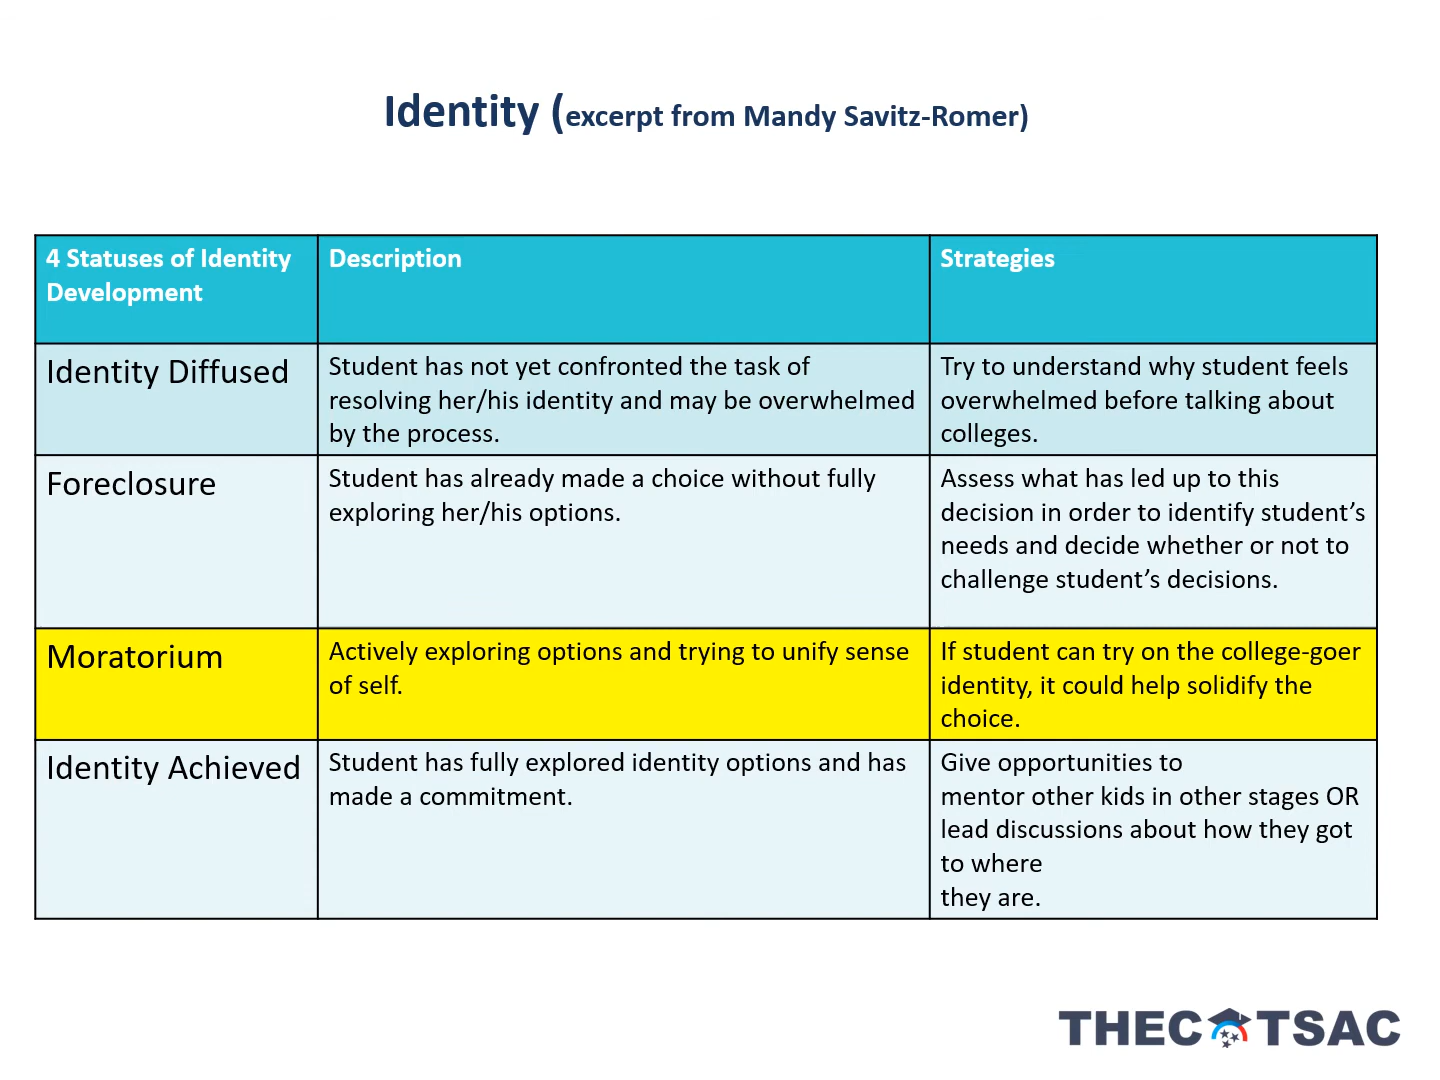 Identity (excerpt from Mandy Savitz-Romer)
4 Statuses of Identity
Development
Description
Strategies
Identity Diffused
Student has not yet confronted the task of
resolving her/his identity and may be overwhelmed
by the process.
Try to understand why student feels
overwhelmed before talking about
colleges.
Foreclosure
Student has already made a choice without fully
exploring her/his options.
Assess what has led up to this
decision in order to identify student’s
needs and decide whether or not to
challenge student’s decisions.
Moratorium
Actively exploring options and trying to unify sense
of self.
If student can try on the college-goer
identity, it could help solidify the
choice.
Identity Achieved
Student has fully explored identity options and has
made a commitment.
Give opportunities to
mentor other kids in other stages OR
lead discussions about how they got
to where
they are.
THEC TSAC